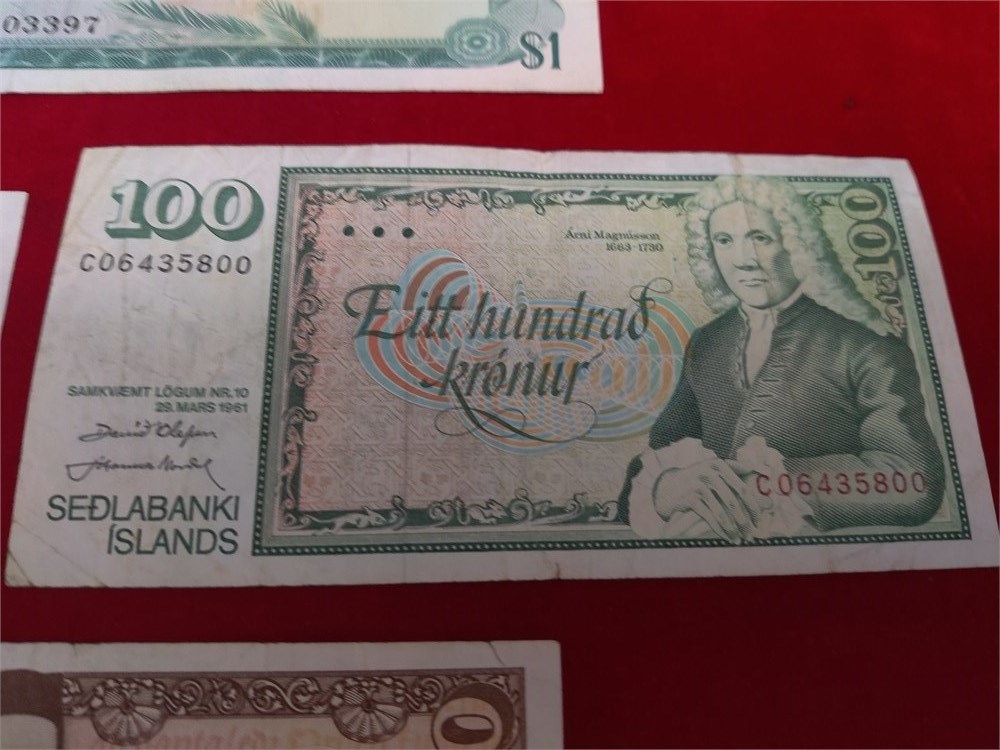 03397
$1
100
C06435800
SAMKVÆMT LÖGUM NR.10
29. MARS 1961
SEÐLABANKI
ÍSLANDS
Árni Magnússon
1663-1730
Eitt hundrað
krónur
100
C06435800